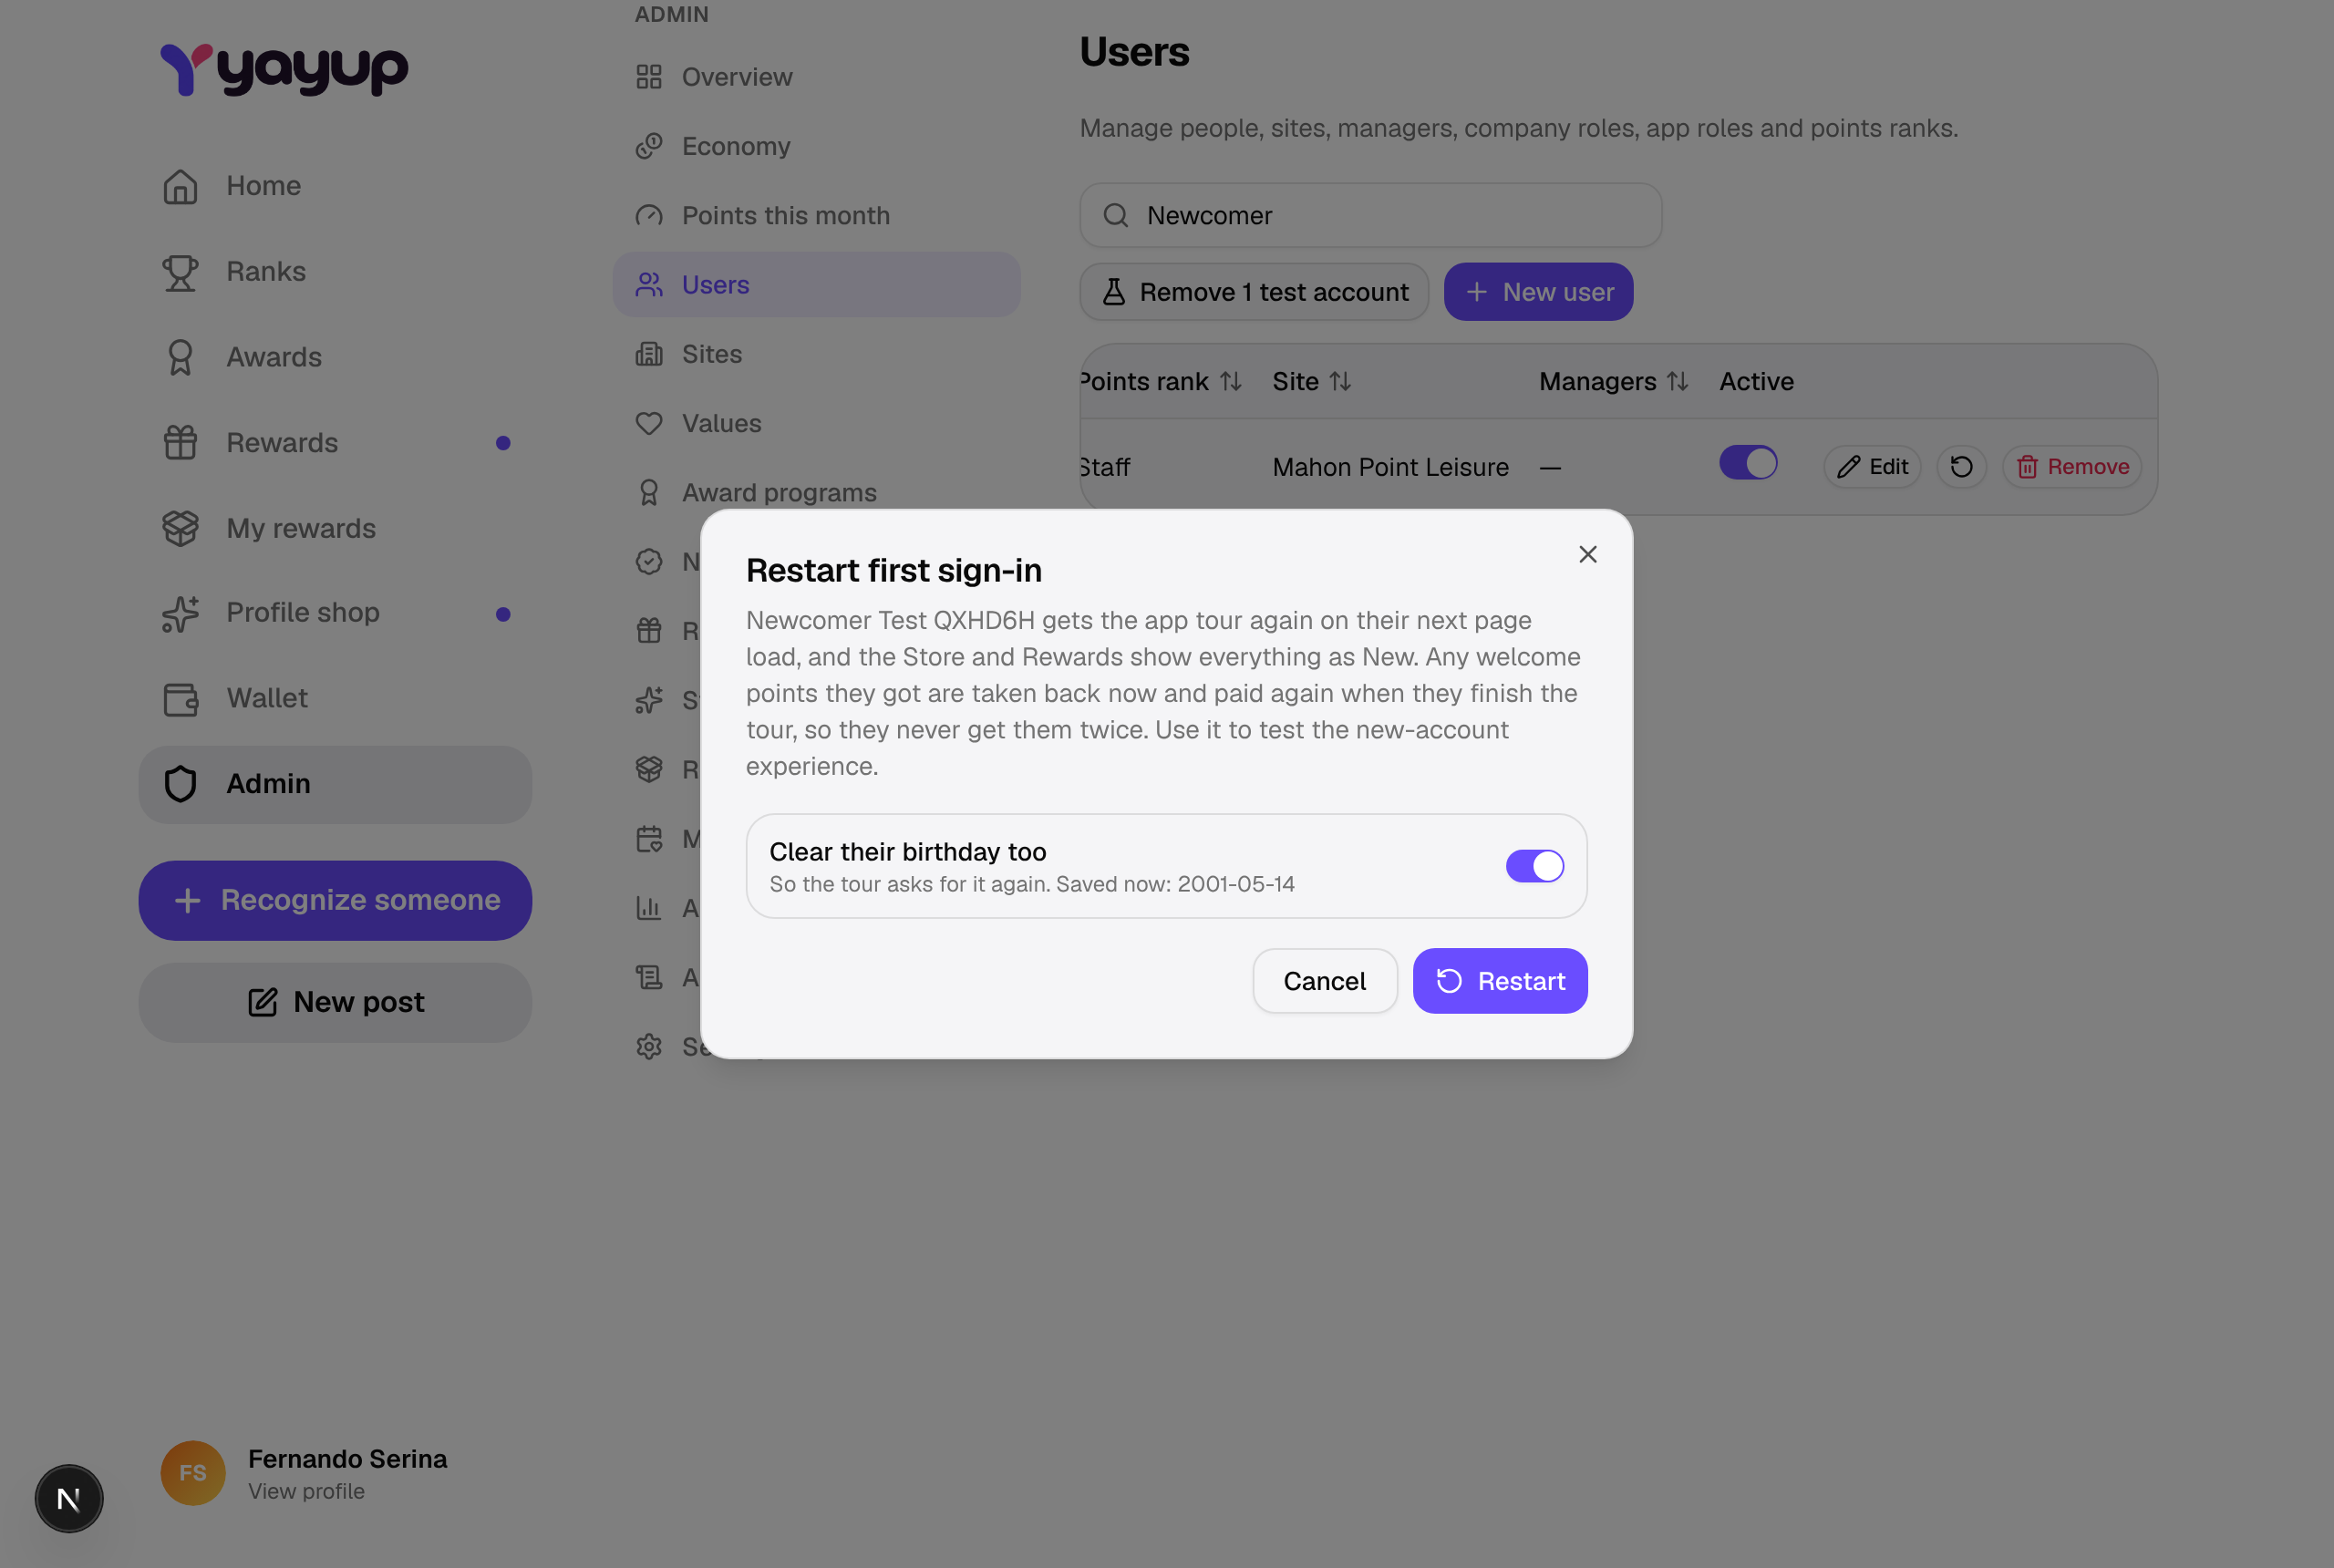 yayup
Home
Ranks
Awards
Rewards
My rewards
Profile shop
Wallet
Admin
Recognize someone
New post
Fernando Serina
FS
View profile
N
ADMIN
Overview
Economy
Points this month
Users
Sites
Values
Award programs
Users
Manage people, sites, managers, company roles, app roles and points ranks.
Newcomer
Remove 1 test account
New user
Points rank Site Managers Active
Staff Mahon Point Leisure — Edit Remove
Restart first sign-in
Newcomer Test QXHD6H gets the app tour again on their next page
load, and the Store and Rewards show everything as New. Any welcome
points they got are taken back now and paid again when they finish the
tour, so they never get them twice. Use it to test the new-account
experience.
Clear their birthday too
So the tour asks for it again. Saved now: 2001-05-14
Cancel
Restart